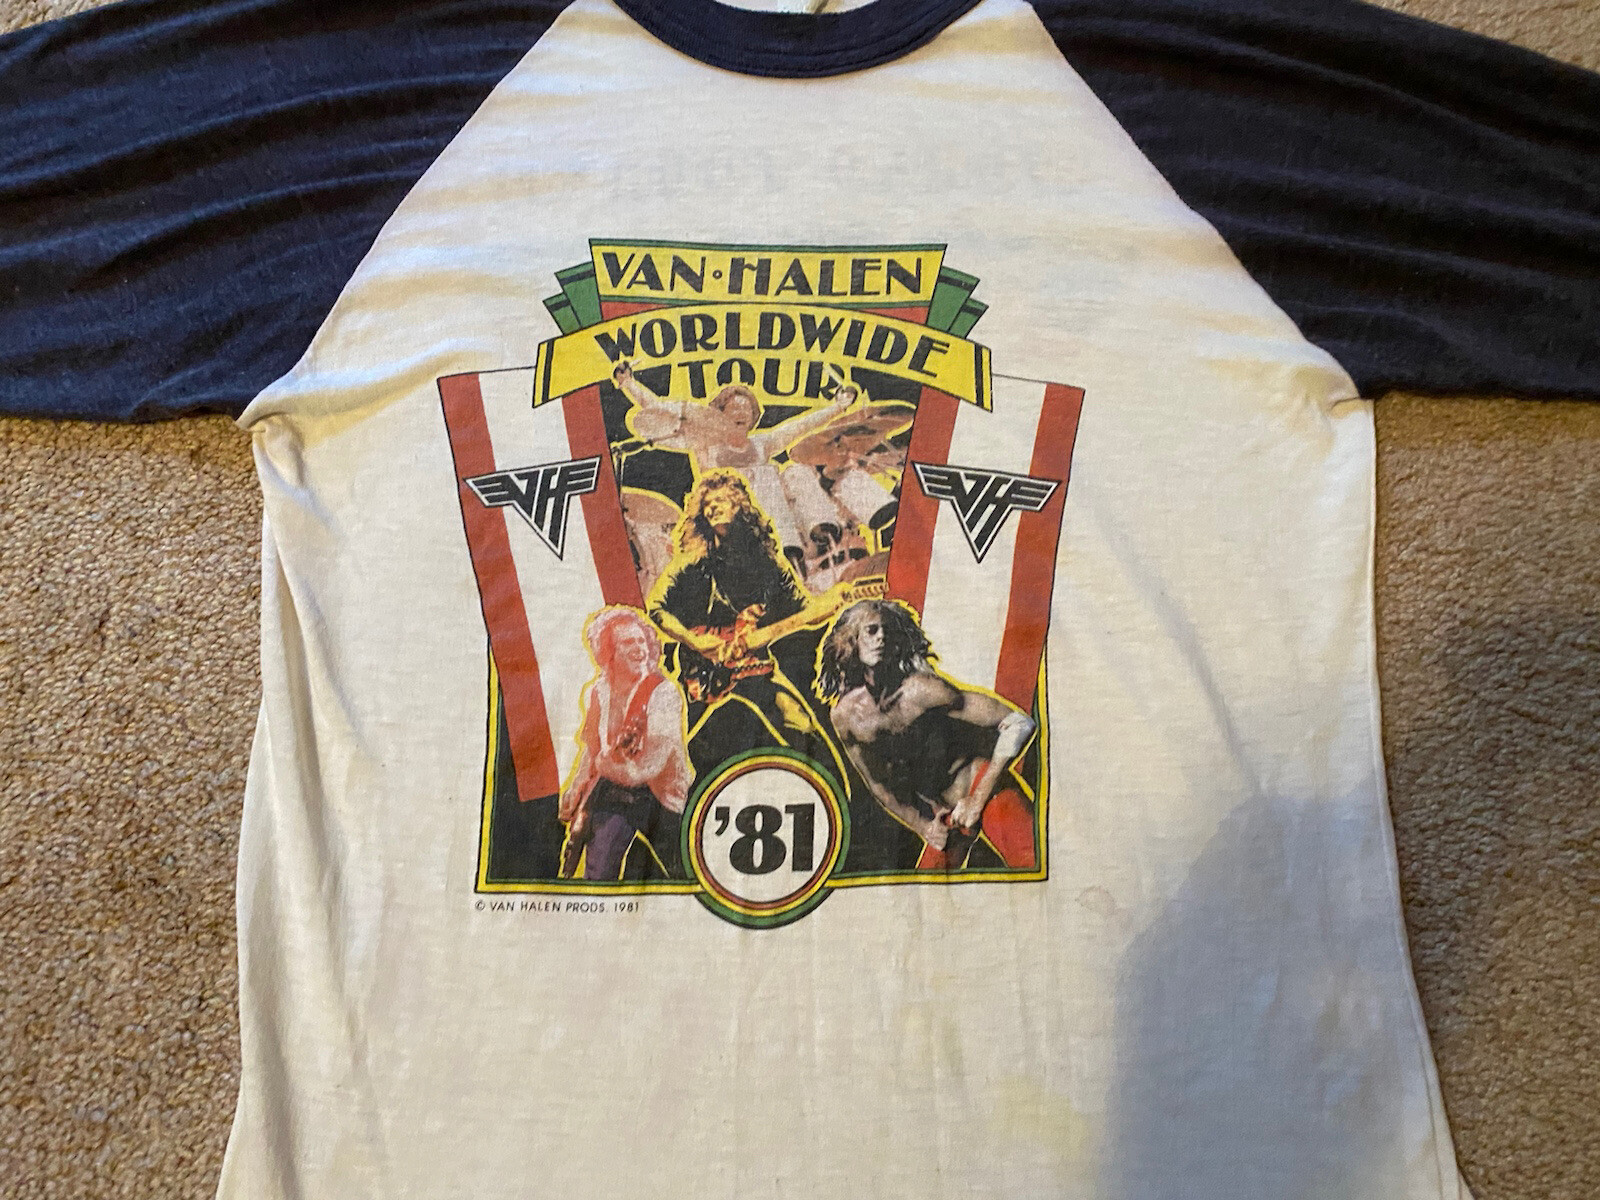 VAN•HALEN
WORLDWIDE
TOUR
VH
VH
'81
© VAN HALEN PRODS. 1981